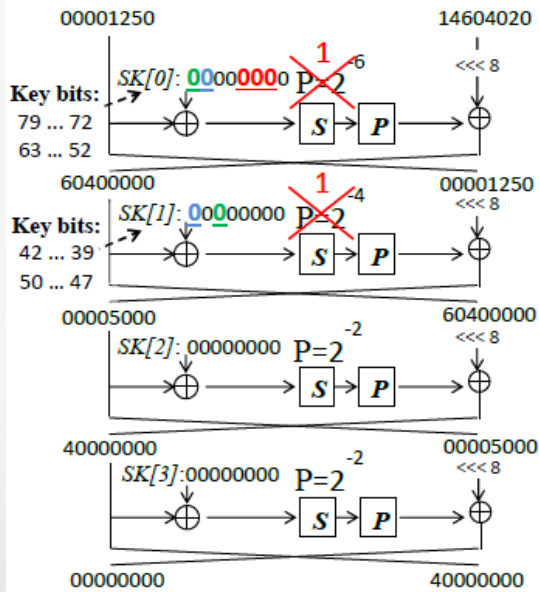 00001250 14604020
SK[0]: 00000000 P=2^-6 1 <<< 8
Key bits:
79 ... 72
63 ... 52
S P
60400000 00001250
SK[1]: 00000000 P=2^-4 1 <<< 8
Key bits:
42 ... 39
50 ... 47
S P
00005000 60400000
SK[2]: 00000000 P=2^-2 <<< 8
S P
40000000 00005000
SK[3]:00000000 P=2^-2 <<< 8
S P
00000000 40000000